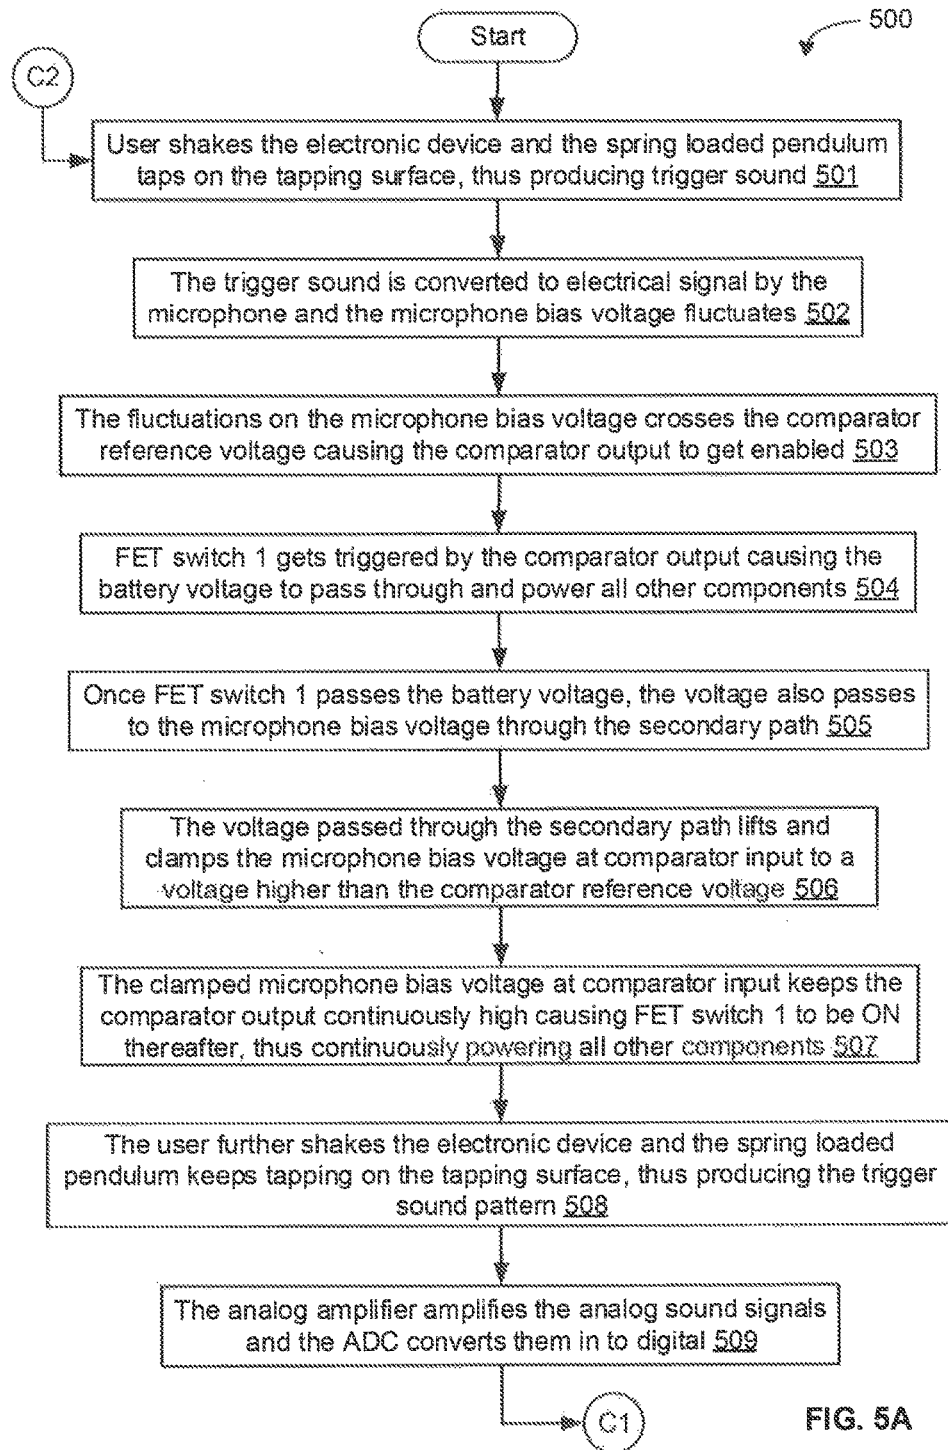 Start
500
C2
User shakes the electronic device and the spring loaded pendulum
taps on the tapping surface, thus producing trigger sound 501
The trigger sound is converted to electrical signal by the
microphone and the microphone bias voltage fluctuates 502
The fluctuations on the microphone bias voltage crosses the comparator
reference voltage causing the comparator output to get enabled 503
FET switch 1 gets triggered by the comparator output causing the
battery voltage to pass through and power all other components 504
Once FET switch 1 passes the battery voltage, the voltage also passes
to the microphone bias voltage through the secondary path 505
The voltage passed through the secondary path lifts and
clamps the microphone bias voltage at comparator input to a
voltage higher than the comparator reference voltage 506
The clamped microphone bias voltage at comparator input keeps the
comparator output continuously high causing FET switch 1 to be ON
thereafter, thus continuously powering all other components 507
The user further shakes the electronic device and the spring loaded
pendulum keeps tapping on the tapping surface, thus producing the trigger
sound pattern 508
The analog amplifier amplifies the analog sound signals
and the ADC converts them in to digital 509
C1
FIG. 5A